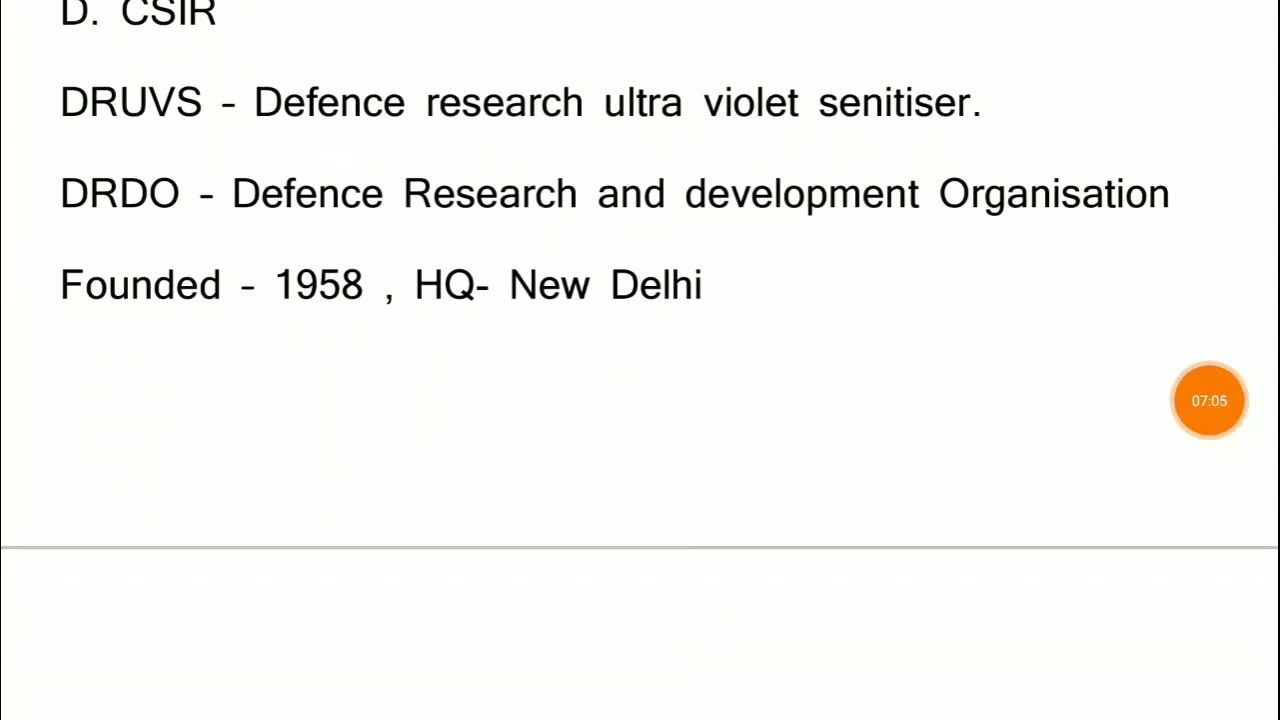 D. CSIR
DRUVS - Defence research ultra violet senitiser.
DRDO - Defence Research and development Organisation
Founded - 1958 , HQ- New Delhi
07:05